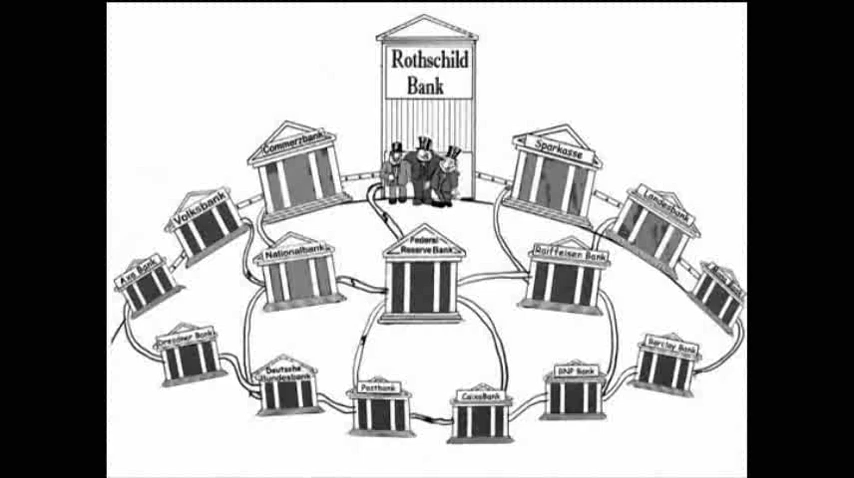 Rothschild
Bank
Commerzbank
Sparkasse
Volksbank
Landesbank
Nationalbank
Federal
Reserve Bank
Raiffeisen Bank
Axa Bank
Bank
Dresdner Bank
Deutsche
Bundesbank
Postbank
CaixaBank
BNP Bank
Barclay Bank